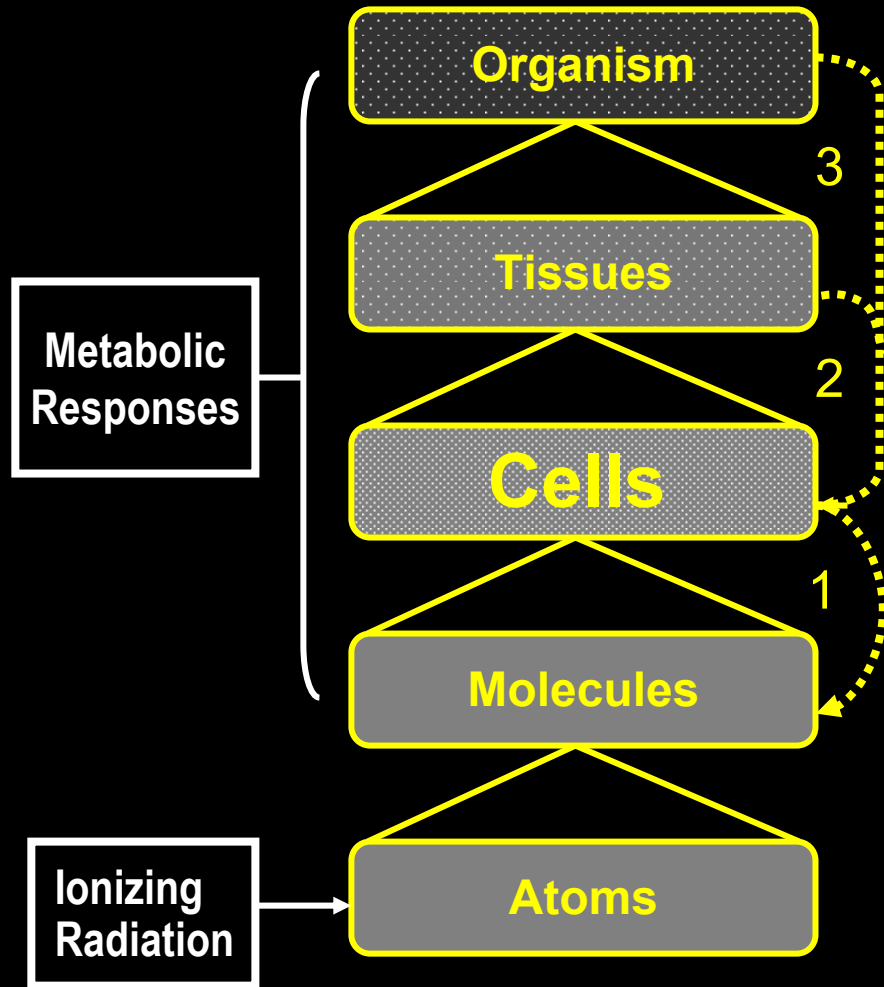 Organism
3
Tissues
Metabolic
Responses
2
Cells
1
Molecules
Ionizing
Radiation
Atoms